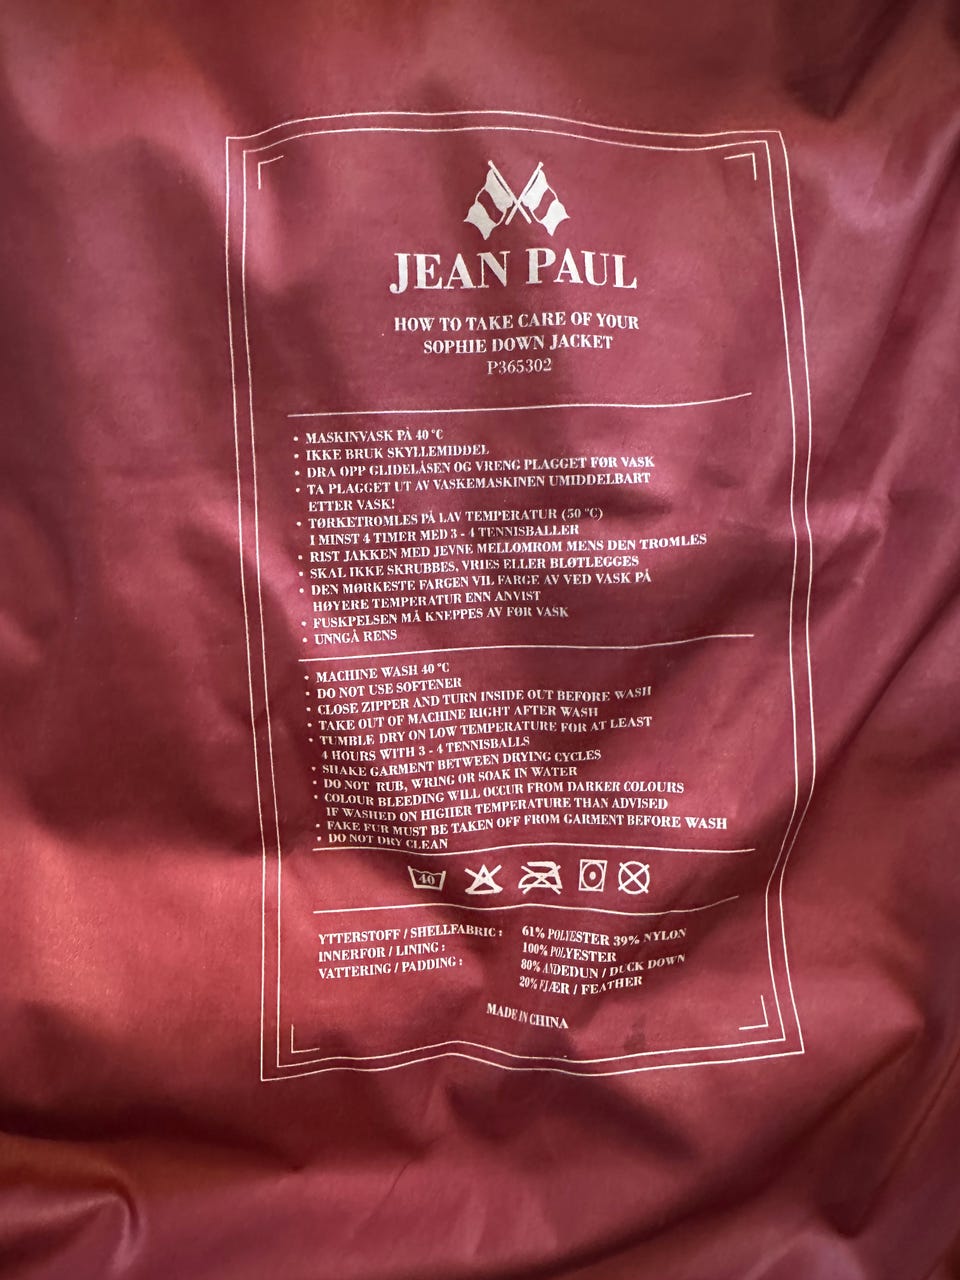 JEAN PAUL
HOW TO TAKE CARE OF YOUR
SOPHIE DOWN JACKET
P365302
• MASKINVASK PÅ 40 °C
• IKKE BRUK SKYLLEMIDDEL
• DRA OPP GLIDELÅSEN OG VRENG PLAGGET FØR VASK
• TA PLAGGET UT AV VASKEMASKINEN UMIDDELBART
ETTER VASK!
• TØRKETROMLES PÅ LAV TEMPERATUR (50 °C)
I MINST 4 TIMER MED 3 - 4 TENNISBALLER
• RIST JAKKEN MED JEVNE MELLOMROM MENS DEN TROMLES
• SKAL IKKE SKRUBBES, VRIES ELLER BLØTLEGGES
• DEN MØRKESTE FARGEN VIL FARGE AV VED VASK PÅ
HØYERE TEMPERATUR ENN ANVIST
• FUSKPELSEN MÅ KNEPPES AV FØR VASK
• UNNGÅ RENS
• MACHINE WASH 40 °C
• DO NOT USE SOFTENER
• CLOSE ZIPPER AND TURN INSIDE OUT BEFORE WASH
• TAKE OUT OF MACHINE RIGHT AFTER WASH
• TUMBLE DRY ON LOW TEMPERATURE FOR AT LEAST
4 HOURS WITH 3 - 4 TENNISBALLS
• SHAKE GARMENT BETWEEN DRYING CYCLES
• DO NOT RUB, WRING OR SOAK IN WATER
• COLOUR BLEEDING WILL OCCUR FROM DARKER COLOURS
IF WASHED ON HIGHER TEMPERATURE THAN ADVISED
• FAKE FUR MUST BE TAKEN OFF FROM GARMENT BEFORE WASH
• DO NOT DRY CLEAN
40
YTTERSTOFF / SHELLFABRIC : 61% POLYESTER 39% NYLON
INNERFOR / LINING : 100% POLYESTER
VATTERING / PADDING : 80% ANDEDUN / DUCK DOWN
20% FJÆR / FEATHER
MADE IN CHINA